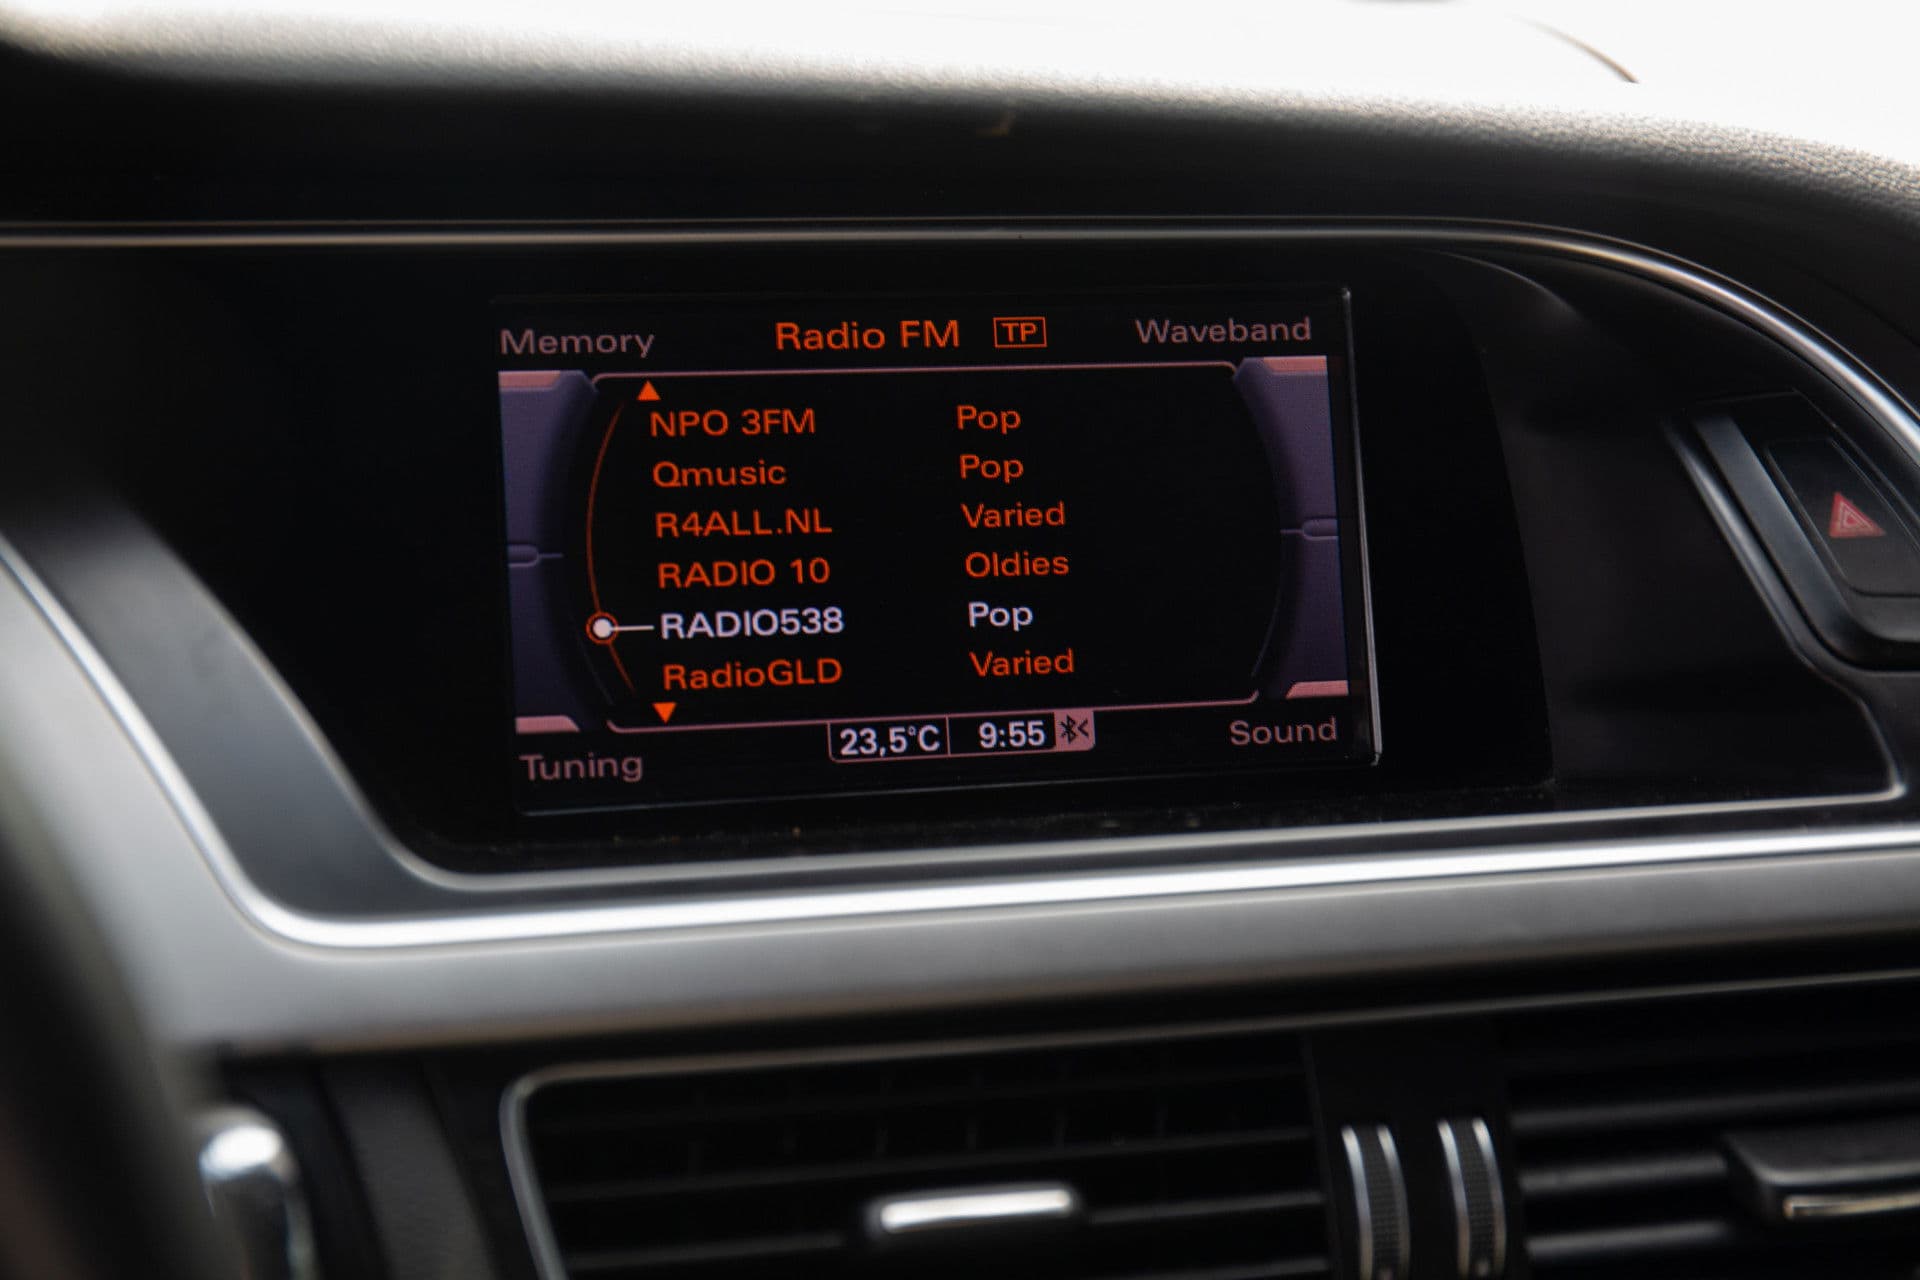 Memory Radio FM TP Waveband
NPO 3FM Pop
Qmusic Pop
R4ALL.NL Varied
RADIO 10 Oldies
RADIO538 Pop
RadioGLD Varied
Tuning 23,5°C 9:55 Sound